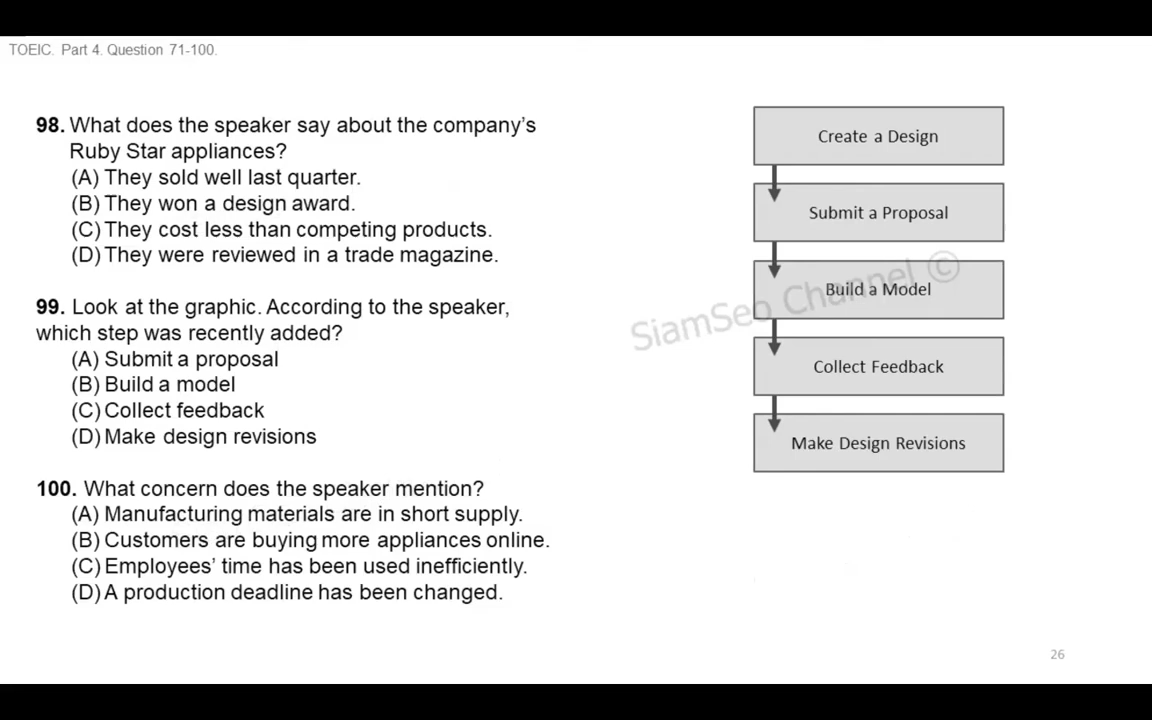 TOEIC. Part 4. Question 71-100.
98. What does the speaker say about the company's
Ruby Star appliances?
(A) They sold well last quarter.
(B) They won a design award.
(C) They cost less than competing products.
(D) They were reviewed in a trade magazine.
99. Look at the graphic. According to the speaker,
which step was recently added?
(A) Submit a proposal
(B) Build a model
(C) Collect feedback
(D) Make design revisions
100. What concern does the speaker mention?
(A) Manufacturing materials are in short supply.
(B) Customers are buying more appliances online.
(C) Employees' time has been used inefficiently.
(D) A production deadline has been changed.
Create a Design
Submit a Proposal
Build a Model
Collect Feedback
Make Design Revisions
SiamSeo Channel ©
26